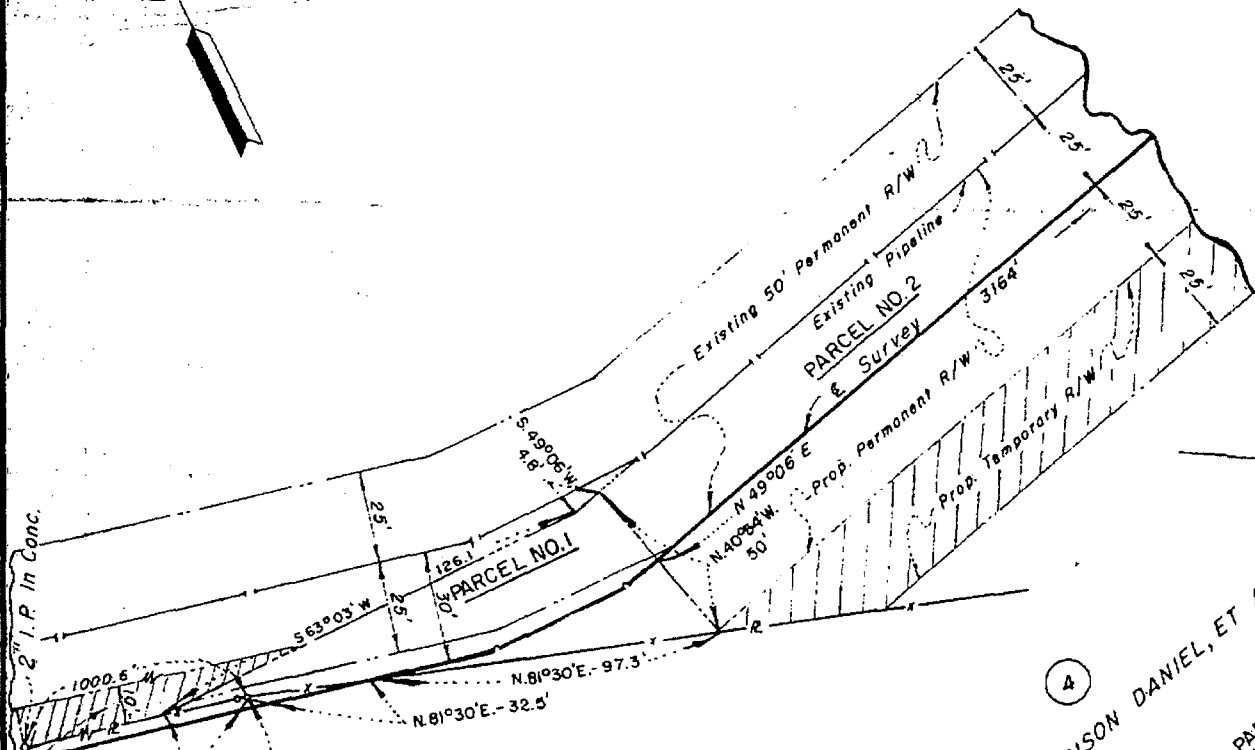 25'
25'
25'
25'
Existing 50' Permanent R/W
Existing Pipeline
PARCEL NO. 2
℄ Survey
3164'
Prop. Permanent R/W
Prop. Temporary R/W
S. 49°06' W.
4.8'
N 49°06' E
N. 40°54' W.
50'
25'
126.1'
PARCEL NO. 1
25'
30'
S 63°03' W
2" I.P. In Conc.
1000.6'
10'
N. 81°30' E. - 97.3'
N. 81°30' E. - 32.5'
4
DANIEL, ET